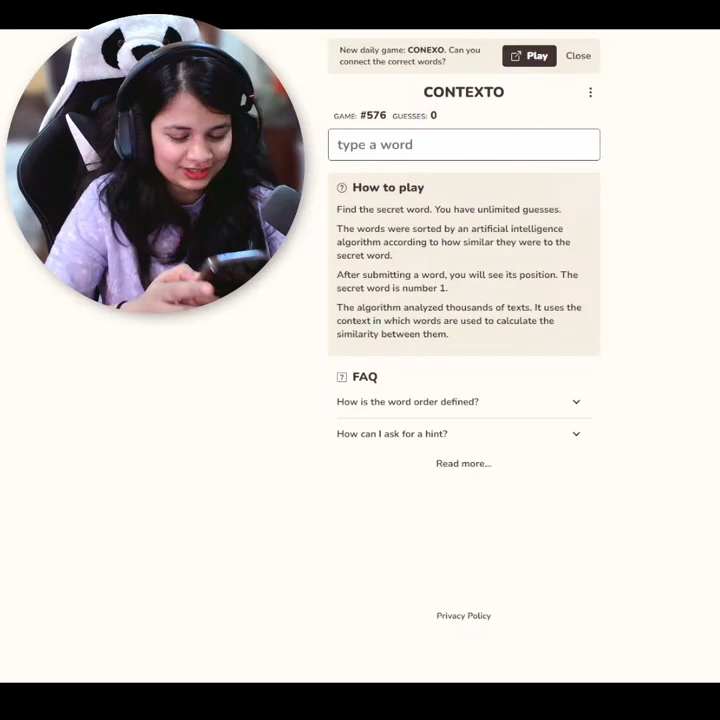 New daily game: CONEXO. Can you
connect the correct words?
Play
Close
CONTEXTO
GAME: #576 GUESSES: 0
type a word
How to play
Find the secret word. You have unlimited guesses.
The words were sorted by an artificial intelligence
algorithm according to how similar they were to the
secret word.
After submitting a word, you will see its position. The
secret word is number 1.
The algorithm analyzed thousands of texts. It uses the
context in which words are used to calculate the
similarity between them.
FAQ
How is the word order defined?
How can I ask for a hint?
Read more...
Privacy Policy